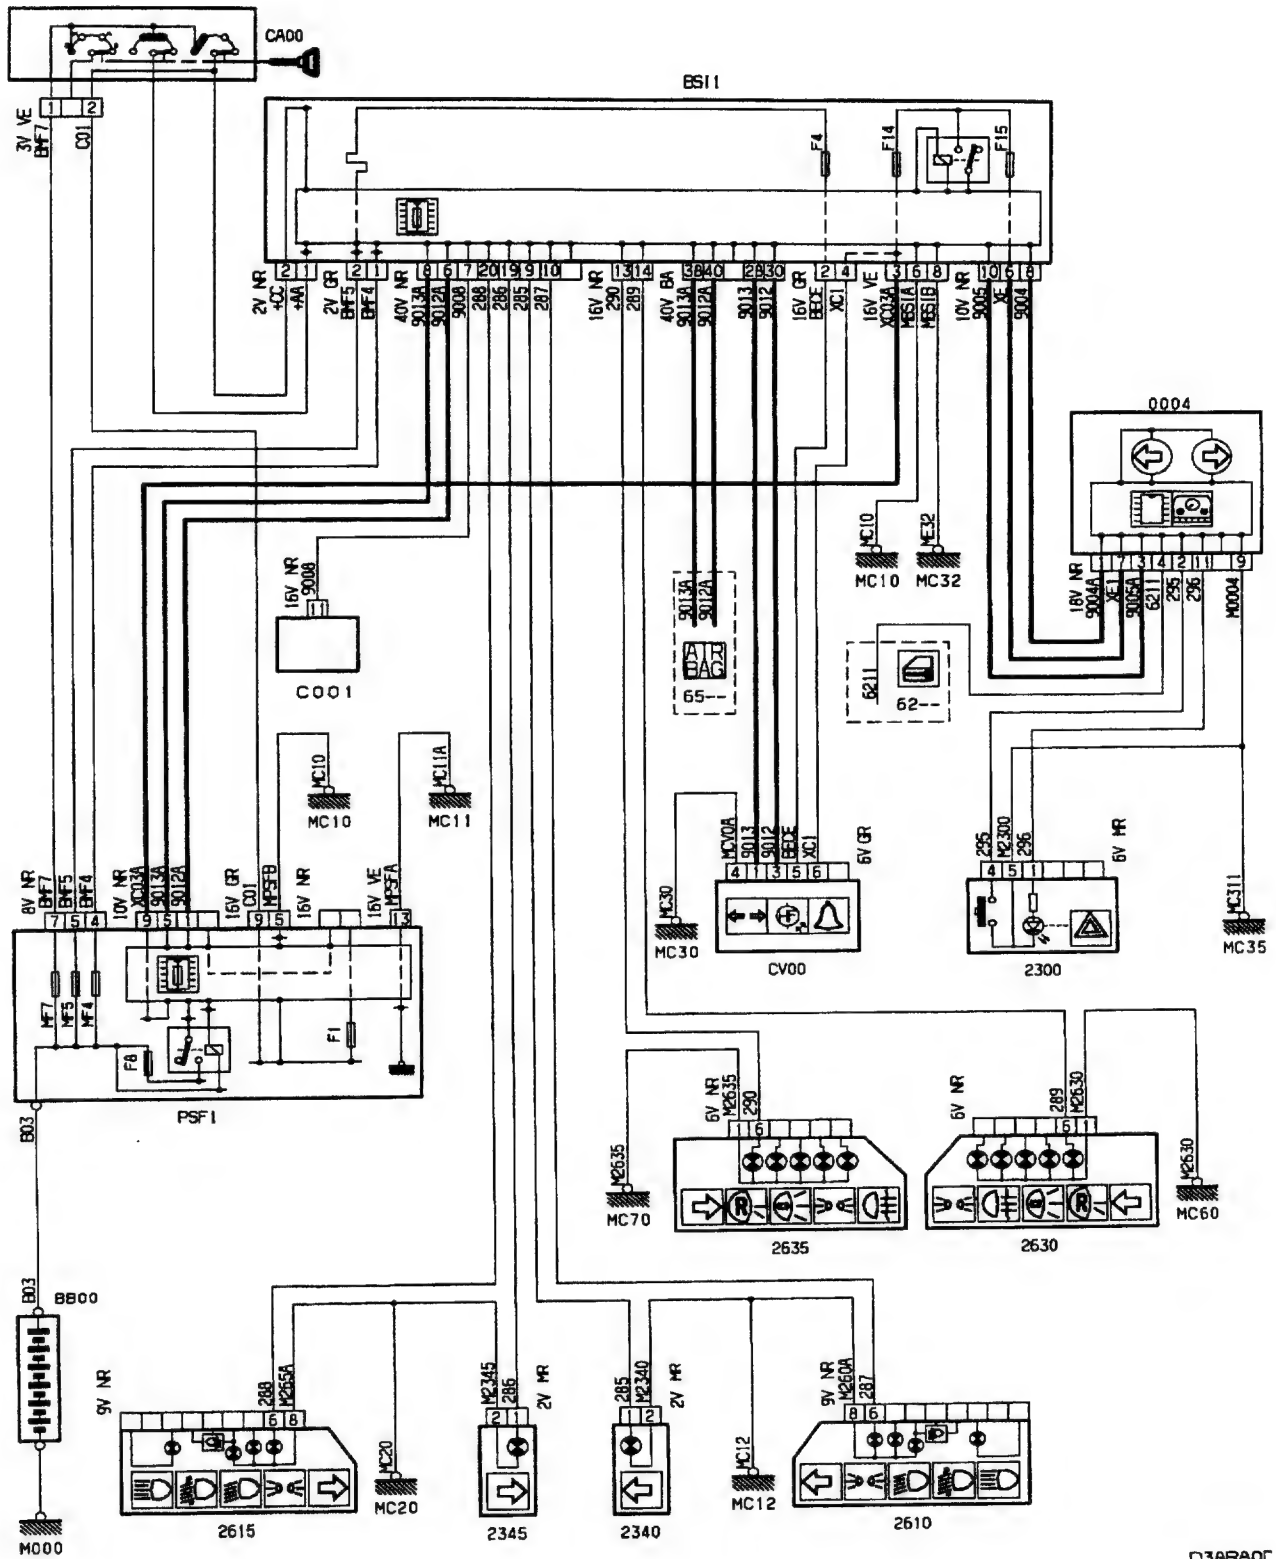 CA00
1 2
3V VE
BMF7
C01
BSI1
F4
F14
F15
2 1 2 1 8 6 7 20 19 9 10 13 14 38 40 28 30 2 4 3 6 8 10 6 8
2V NR
+CC
+AA
2V GR
BMF5
BMF4
40V NR
9013A
9012A
9008
288
286
285
287
16V NR
290
289
40V BA
9013A
9012A
9013
9012
16V GR
BECE
XC1
16V VE
XC03A
MBSIA
MBSIB
10V NR
9005
XE
9004
0004
1 7 3 4 2 11 9
18V NR
9004A
XE1
9005A
6211
295
296
M0004
MC10
ME32
MC10
MC32
16V NR
9008
11
C001
9013A
9012A
AIR
BAG
65--
6211
62--
MC10
MC10
MC11A
MC11
8V NR
BMF7
BMF5
BMF4
10V NR
XC03A
9013A
9012A
16V GR
C01
MPSFB
16V NR
16V VE
MPSFA
7 5 4 9 5 1 9 5 13
MF7
MF5
MF4
F8
F1
PSF1
MC30
MC30
MCV0A
9013
9012
BECE
XC1
6V GR
4 1 3 5 6
CV00
295
M2300
296
6V MR
4 5 1
2300
MC311
MC35
B03
B03
BB00
M000
M2635
MC70
6V NR
M2635
290
1 6
R
2635
6V NR
289
M2630
6 1
R
2630
M2630
MC60
9V NR
288
M265A
6 8
2615
MC20
MC20
M2345
286
2V MR
2 1
2345
285
M2340
2V MR
1 2
2340
MC12
MC12
9V NR
M260A
287
8 6
2610